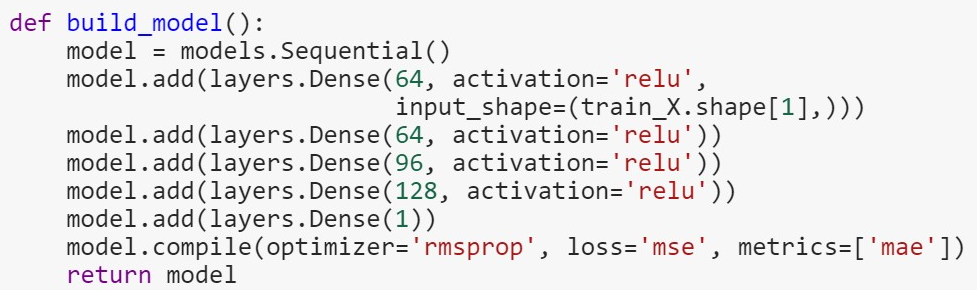 def build_model():
    model = models.Sequential()
    model.add(layers.Dense(64, activation='relu',
                           input_shape=(train_X.shape[1],)))
    model.add(layers.Dense(64, activation='relu'))
    model.add(layers.Dense(96, activation='relu'))
    model.add(layers.Dense(128, activation='relu'))
    model.add(layers.Dense(1))
    model.compile(optimizer='rmsprop', loss='mse', metrics=['mae'])
    return model